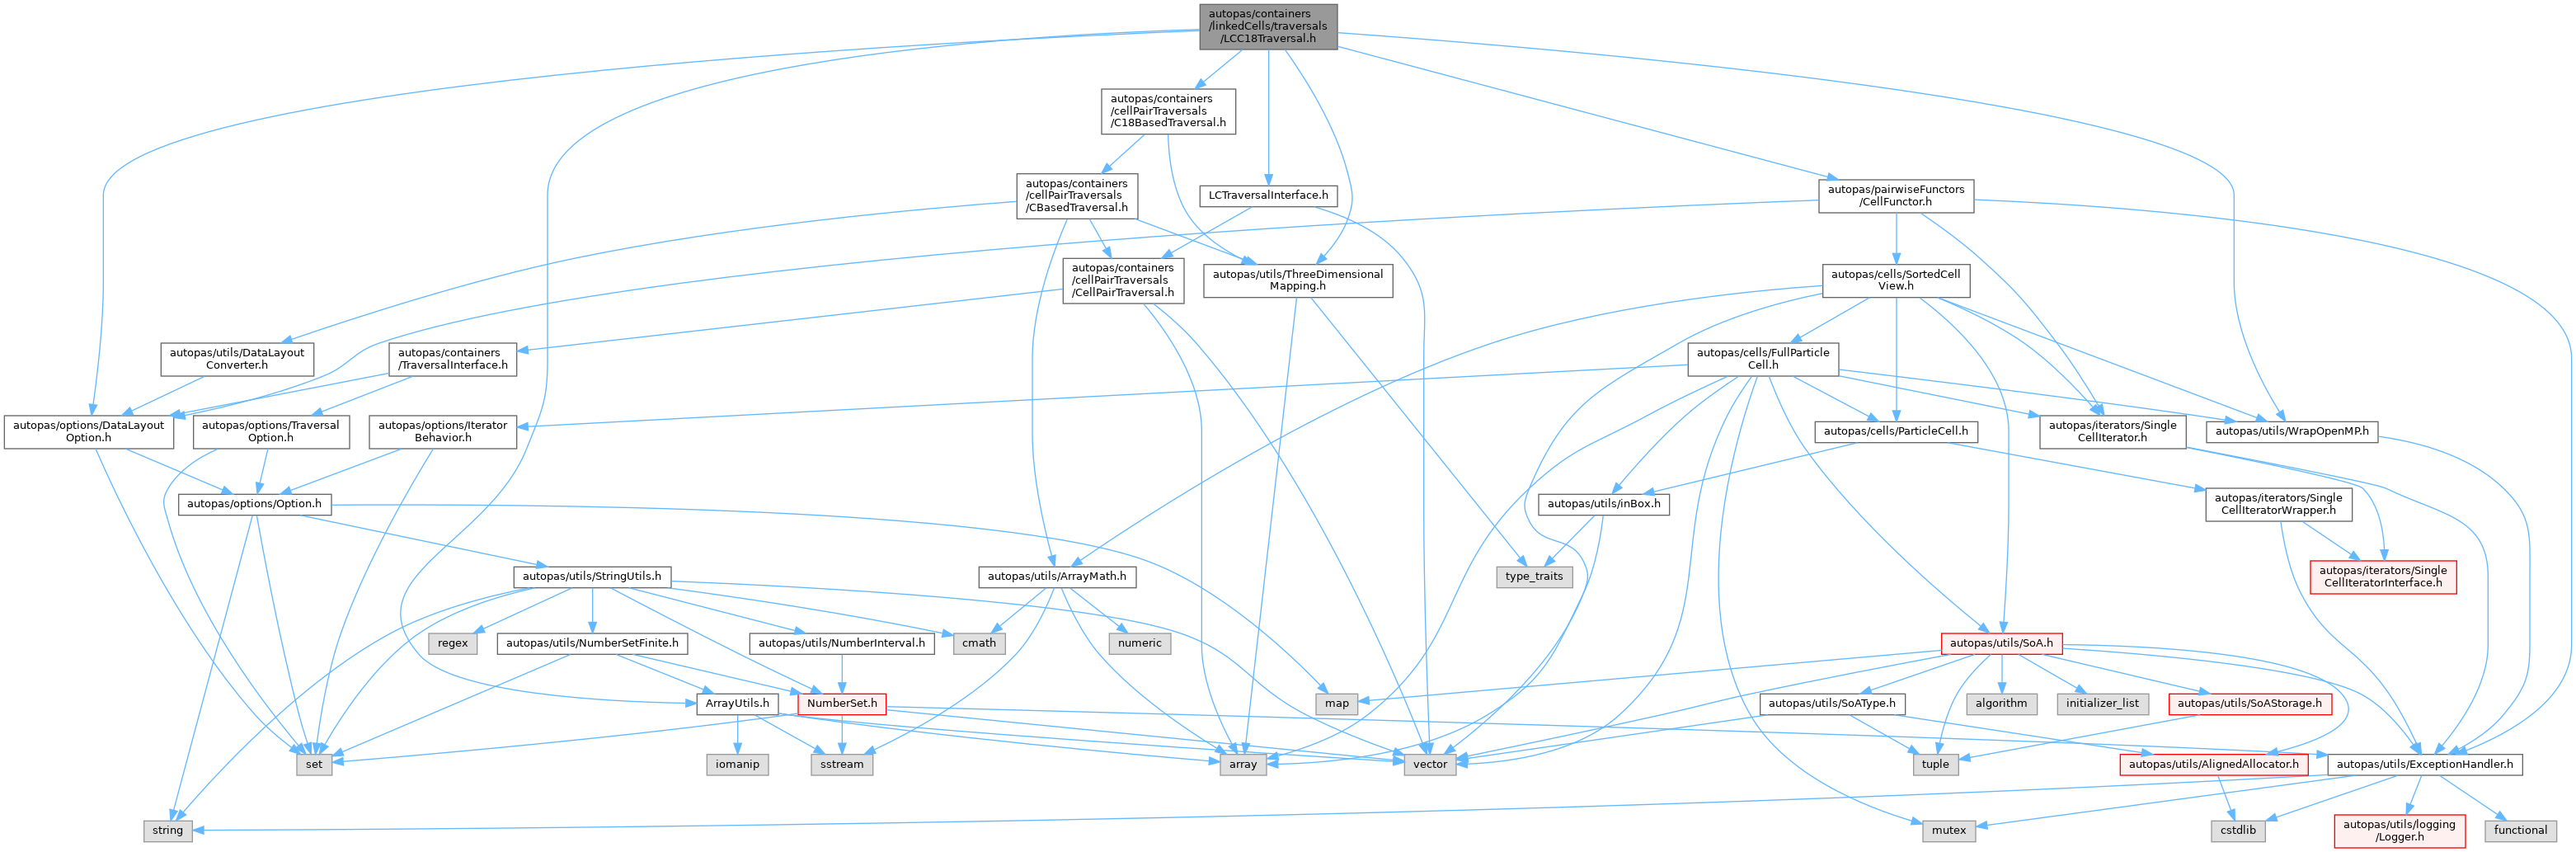 autopas/containers
/linkedCells/traversals
/LCC18Traversal.h
autopas/containers
/cellPairTraversals
/C18BasedTraversal.h
autopas/containers
/cellPairTraversals
/CBasedTraversal.h
LCTraversalInterface.h
autopas/pairwiseFunctors
/CellFunctor.h
autopas/containers
/cellPairTraversals
/CellPairTraversal.h
autopas/utils/ThreeDimensional
Mapping.h
autopas/cells/SortedCell
View.h
autopas/utils/DataLayout
Converter.h
autopas/containers
/TraversalInterface.h
autopas/cells/FullParticle
Cell.h
autopas/options/DataLayout
Option.h
autopas/options/Traversal
Option.h
autopas/options/Iterator
Behavior.h
autopas/cells/ParticleCell.h
autopas/iterators/Single
CellIterator.h
autopas/utils/WrapOpenMP.h
autopas/options/Option.h
autopas/utils/inBox.h
autopas/iterators/Single
CellIteratorWrapper.h
autopas/utils/StringUtils.h
autopas/utils/ArrayMath.h
type_traits
autopas/iterators/Single
CellIteratorInterface.h
regex
autopas/utils/NumberSetFinite.h
autopas/utils/NumberInterval.h
cmath
numeric
autopas/utils/SoA.h
ArrayUtils.h
NumberSet.h
map
autopas/utils/SoAType.h
algorithm
initializer_list
autopas/utils/SoAStorage.h
set
iomanip
sstream
array
vector
tuple
autopas/utils/AlignedAllocator.h
autopas/utils/ExceptionHandler.h
string
mutex
cstdlib
autopas/utils/logging
/Logger.h
functional